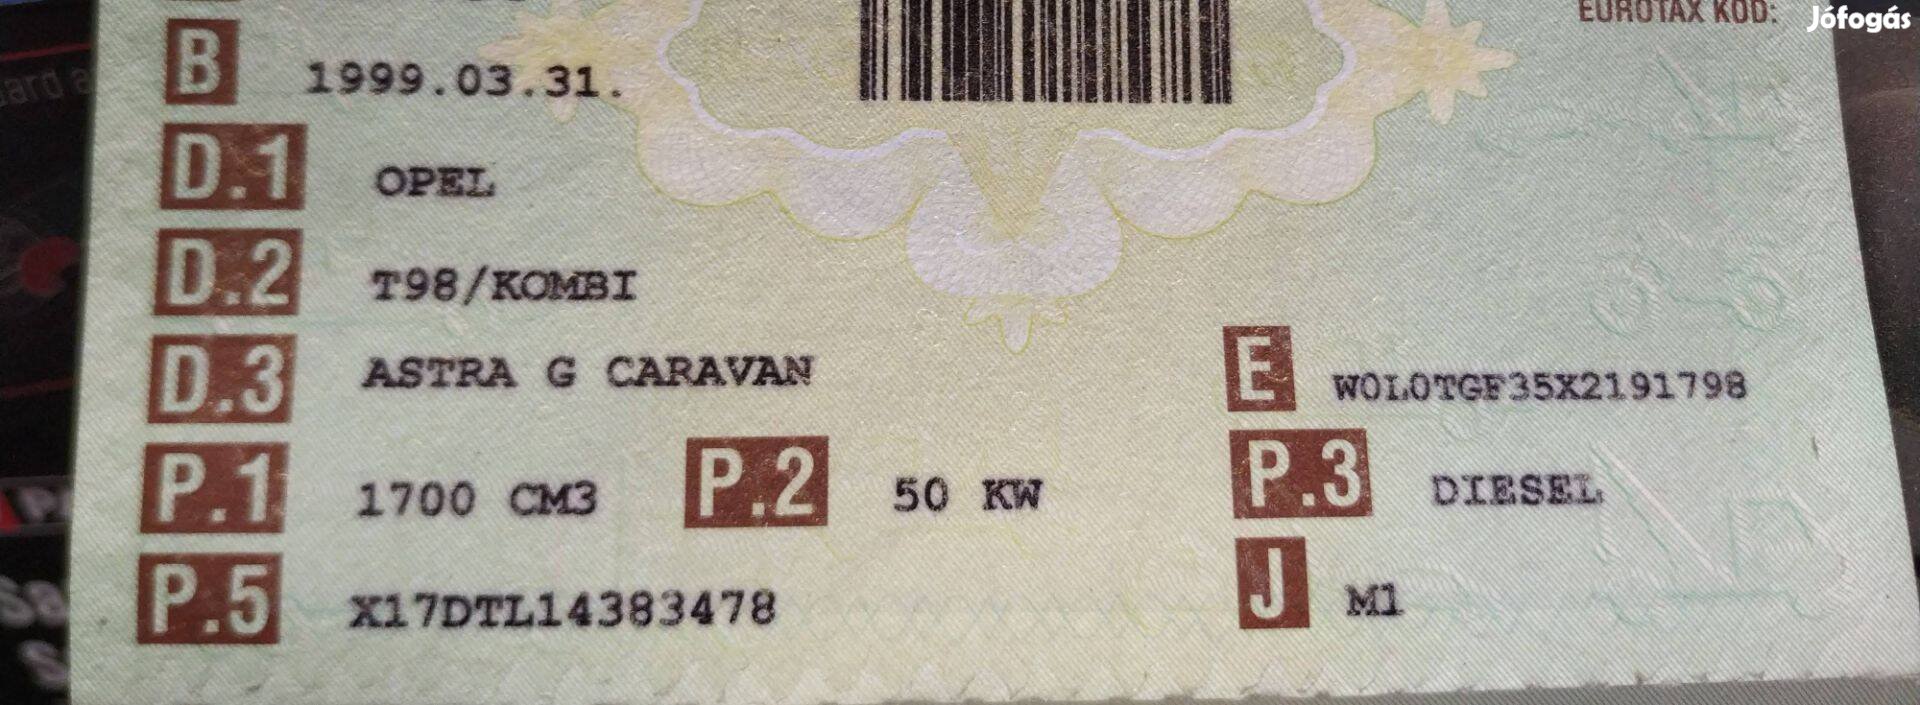 EUROTAX KÓD:
Jófogás
B 1999.03.31.
D.1 OPEL
D.2 T98/KOMBI
D.3 ASTRA G CARAVAN
E W0L0TGF35X2191798
P.1 1700 CM3 P.2 50 KW P.3 DIESEL
P.5 X17DTL14383478 J M1